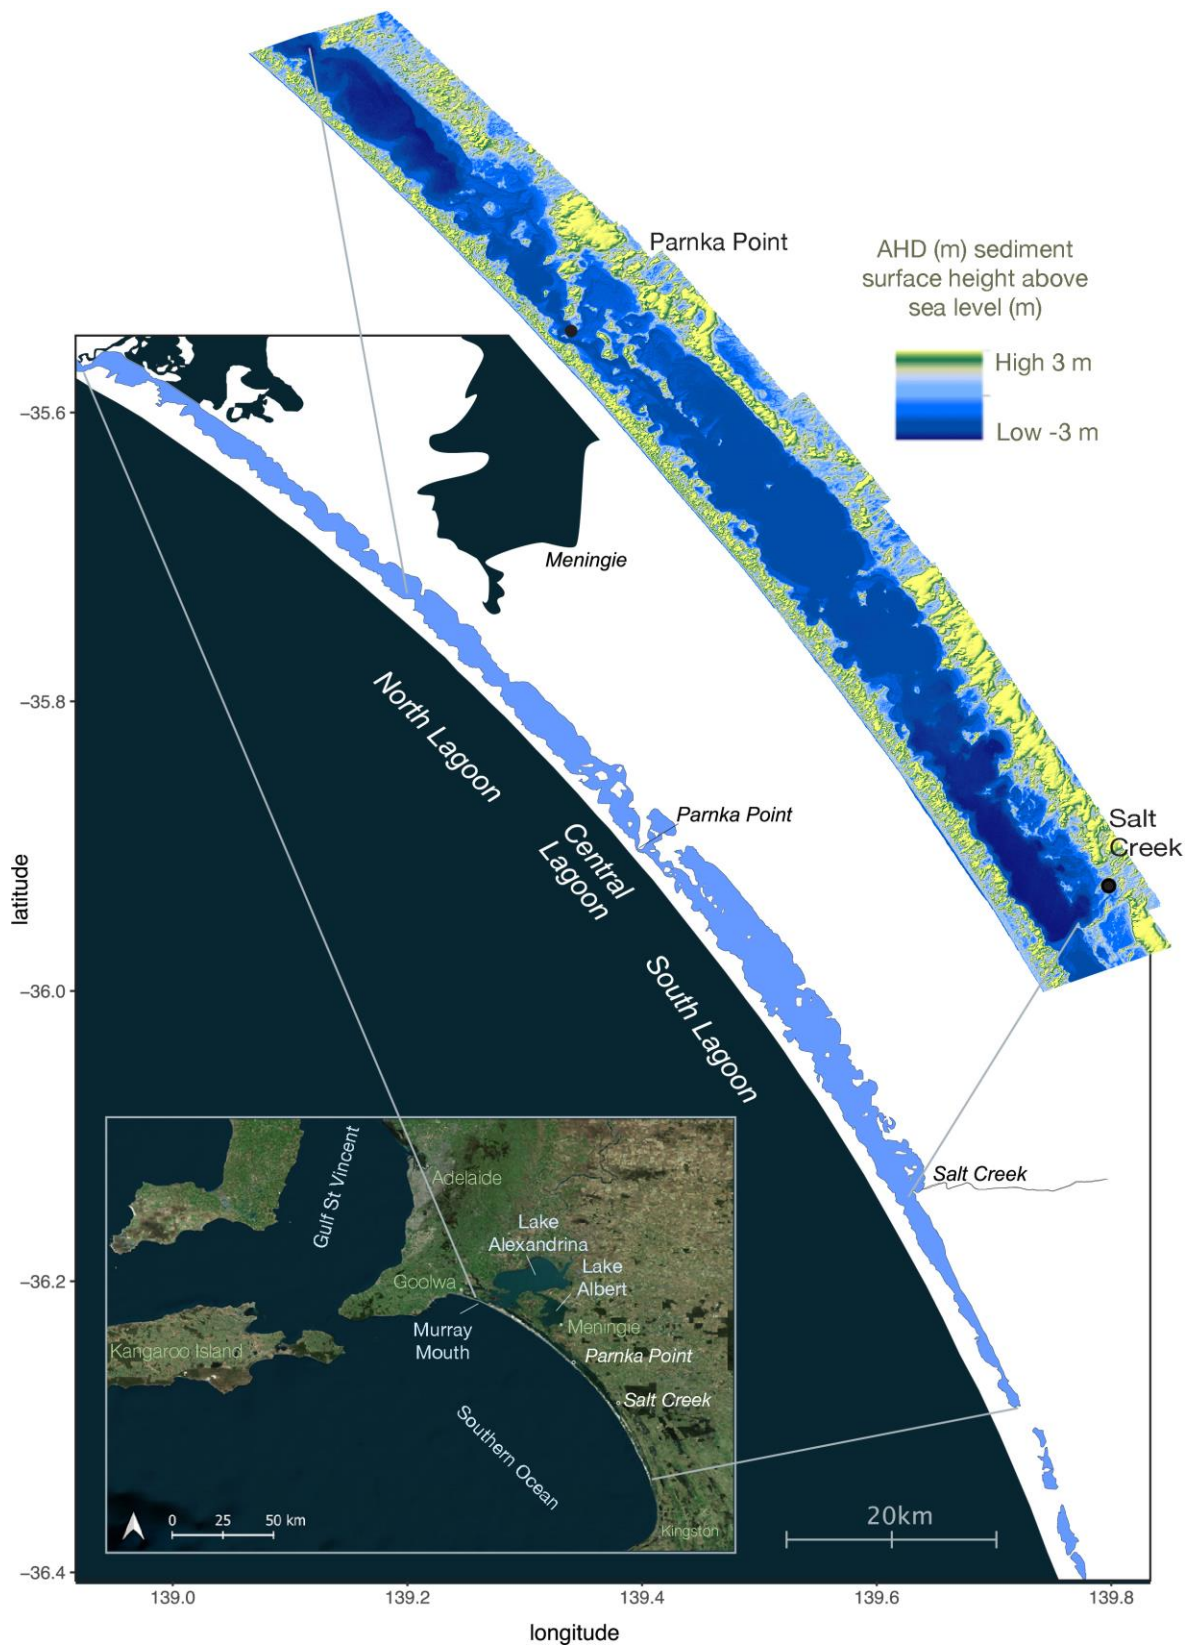 Parnka Point
AHD (m) sediment
surface height above
sea level (m)
High 3 m
Low -3 m
Salt
Creek
latitude
−35.6
−35.8
−36.0
−36.2
−36.4
Meningie
North Lagoon
Parnka Point
Central
Lagoon
South Lagoon
Salt Creek
Gulf St Vincent
Adelaide
Lake
Alexandrina
Lake
Albert
Goolwa
Murray
Mouth
Meningie
Kangaroo Island
Parnka Point
Salt Creek
Southern Ocean
Kingston
0 25 50 km
20km
139.0 139.2 139.4 139.6 139.8
longitude